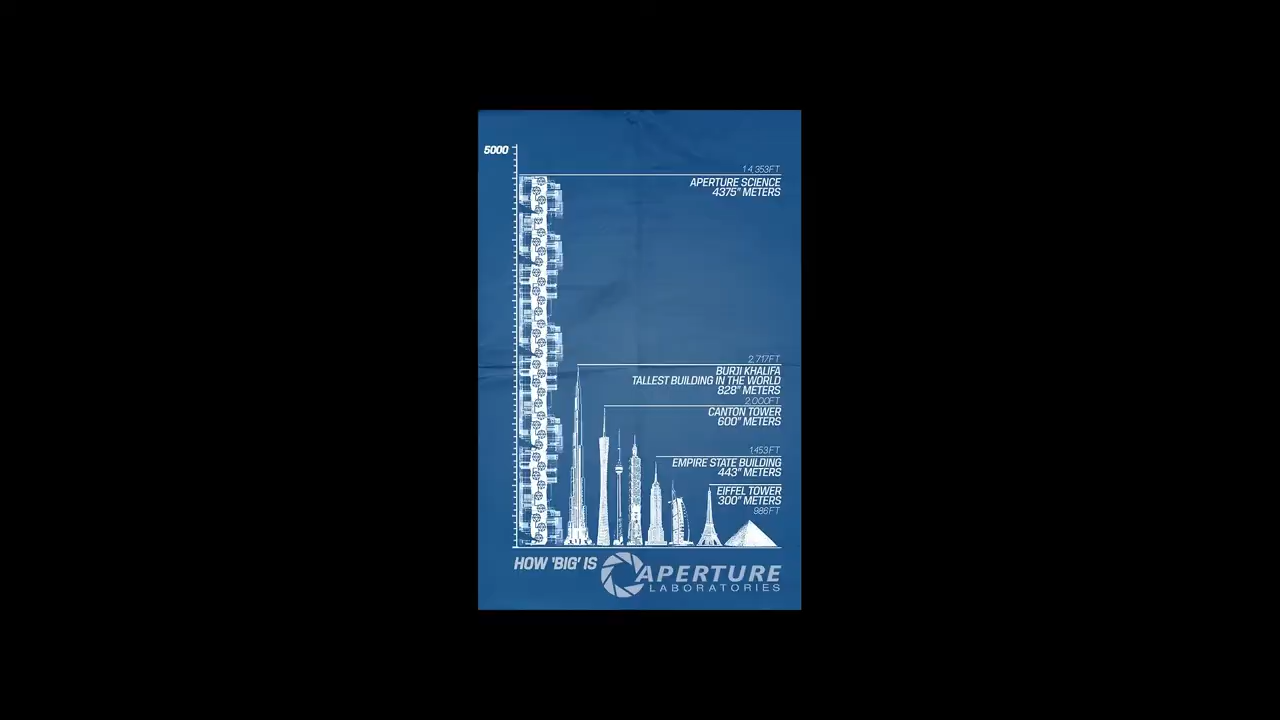 5000
14,353FT
APERTURE SCIENCE
4375" METERS
2,717FT
BURJI KHALIFA
TALLEST BUILDING IN THE WORLD
828" METERS
2,000FT
CANTON TOWER
600" METERS
1,453FT
EMPIRE STATE BUILDING
443" METERS
EIFFEL TOWER
300" METERS
986FT
HOW 'BIG' IS
APERTURE
LABORATORIES